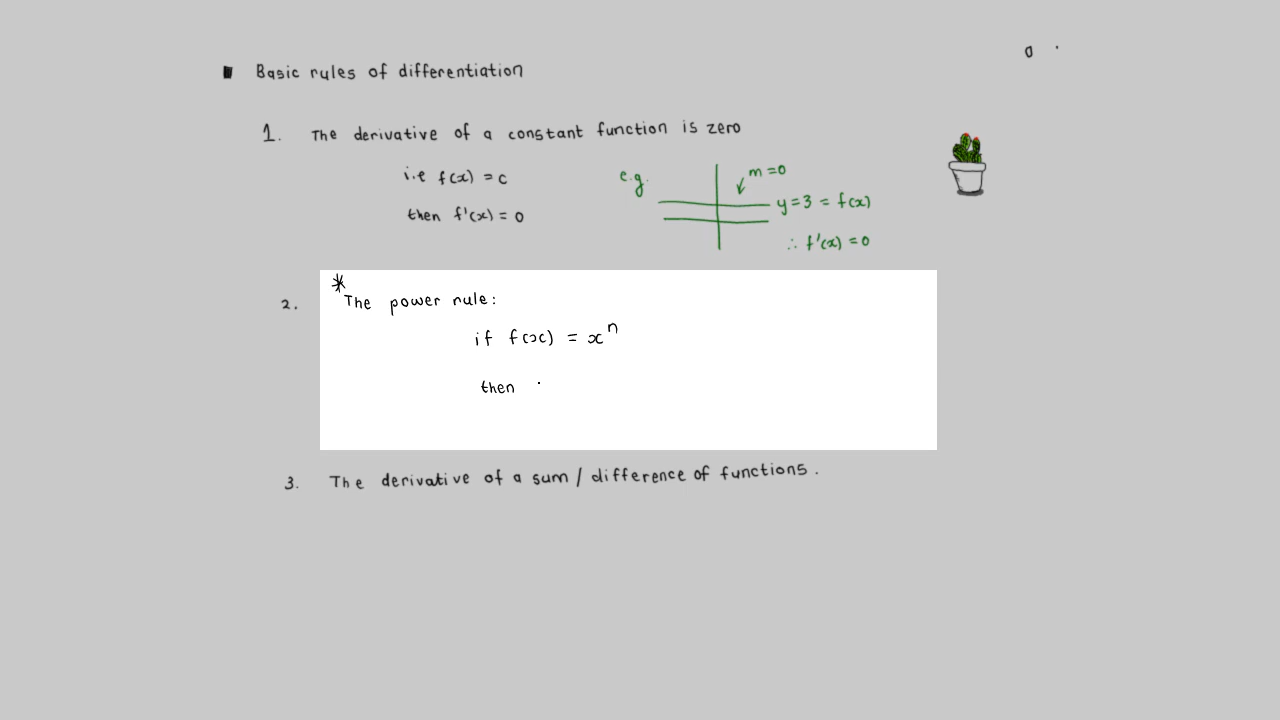 Basic rules of differentiation
1. The derivative of a constant function is zero
i.e f(x) = c
then f'(x) = 0
e.g.
m = 0
y = 3 = f(x)
∴ f'(x) = 0
2. * The power rule:
if f(x) = x^n
then
3. The derivative of a sum / difference of functions.